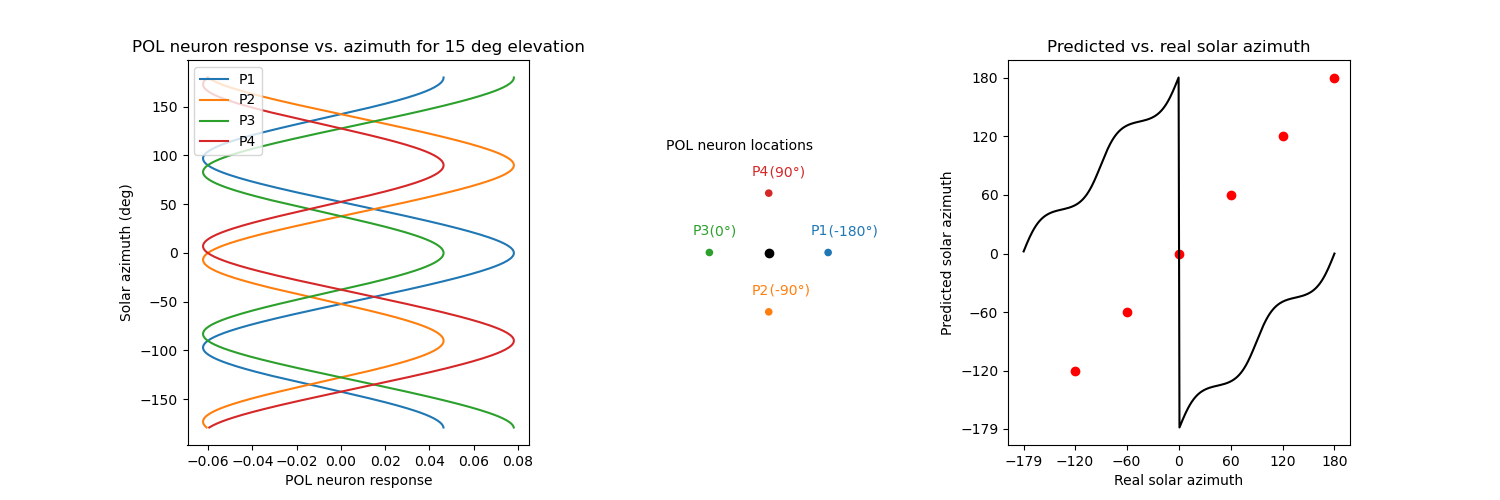 POL neuron response vs. azimuth for 15 deg elevation
P1
P2
P3
P4
150
100
50
0
−50
−100
−150
Solar azimuth (deg)
−0.06 −0.04 −0.02 0.00 0.02 0.04 0.06 0.08
POL neuron response
POL neuron locations
P4(90°)
P3(0°) P1(-180°)
P2(-90°)
Predicted vs. real solar azimuth
180
120
60
0
−60
−120
−179
Predicted solar azimuth
−179 −120 −60 0 60 120 180
Real solar azimuth